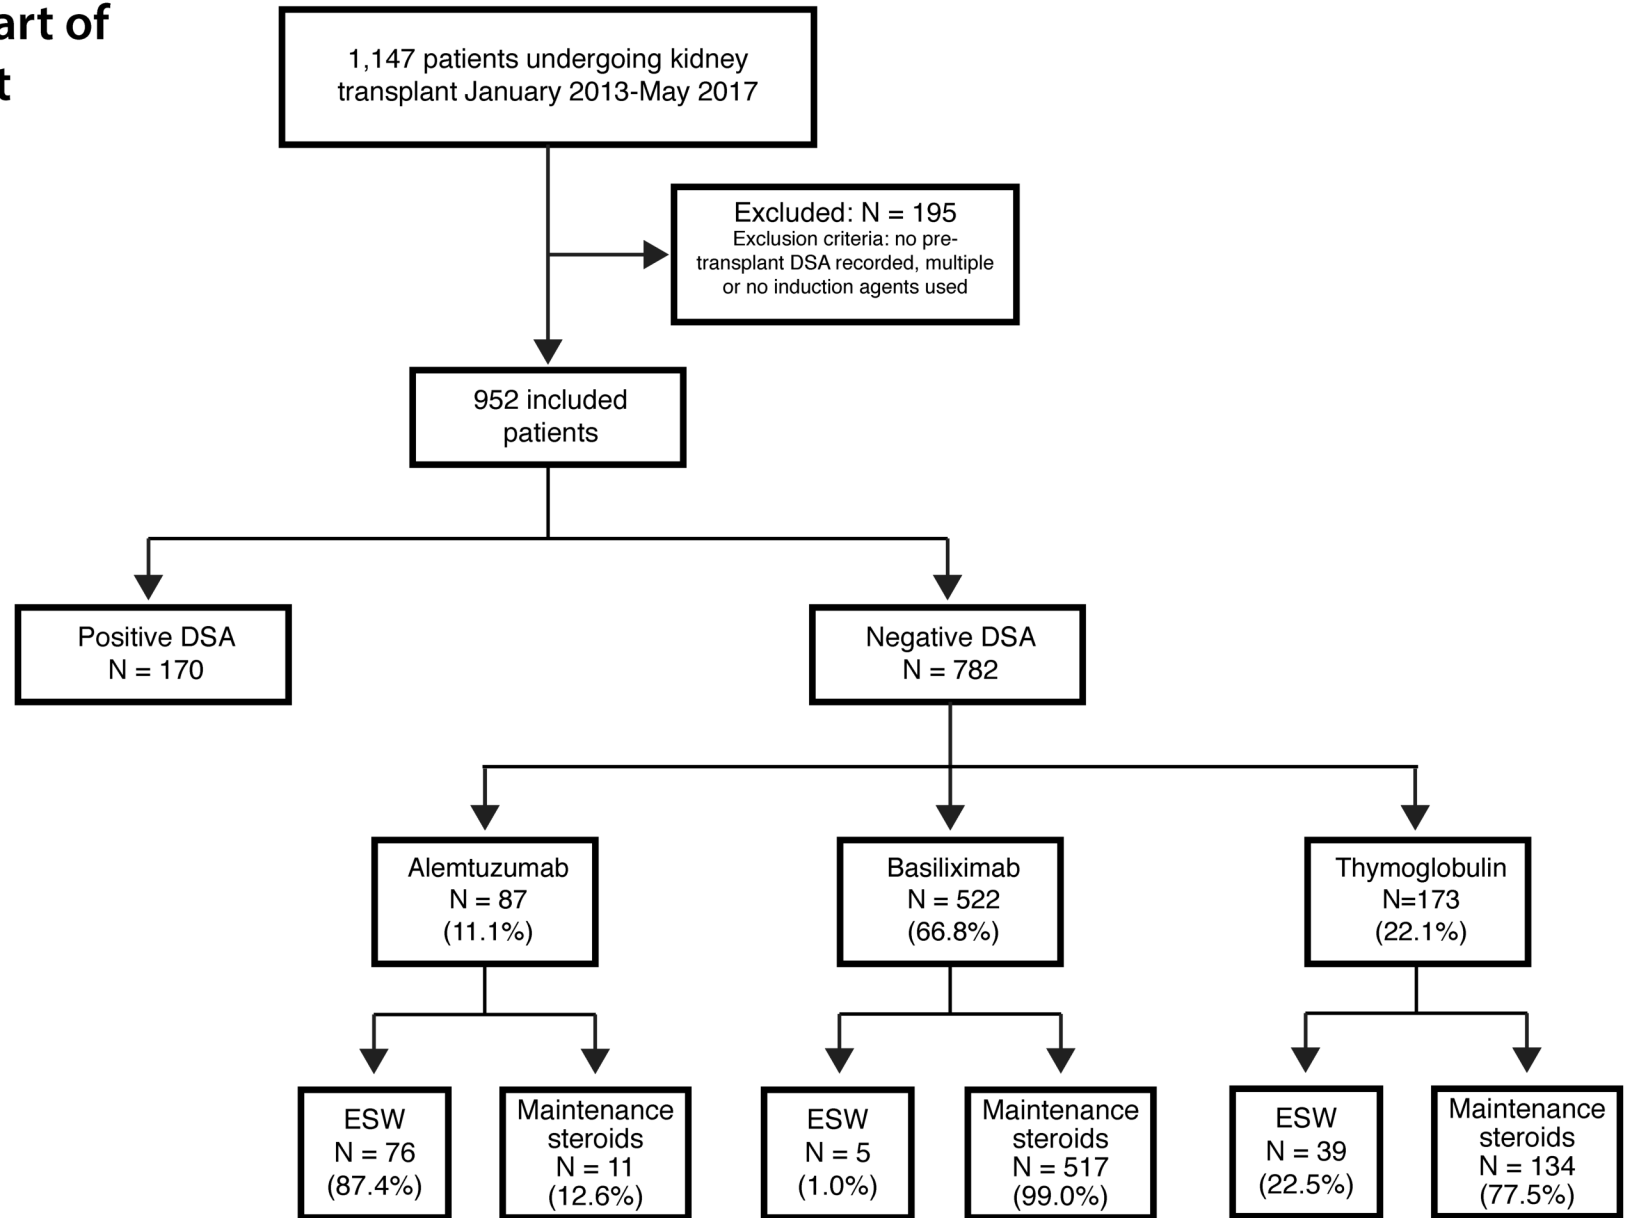 art of
t
1,147 patients undergoing kidney
transplant January 2013-May 2017
Excluded: N = 195
Exclusion criteria: no pre-
transplant DSA recorded, multiple
or no induction agents used
952 included
patients
Positive DSA
N = 170
Negative DSA
N = 782
Alemtuzumab
N = 87
(11.1%)
Basiliximab
N = 522
(66.8%)
Thymoglobulin
N=173
(22.1%)
ESW
N = 76
(87.4%)
Maintenance
steroids
N = 11
(12.6%)
ESW
N = 5
(1.0%)
Maintenance
steroids
N = 517
(99.0%)
ESW
N = 39
(22.5%)
Maintenance
steroids
N = 134
(77.5%)